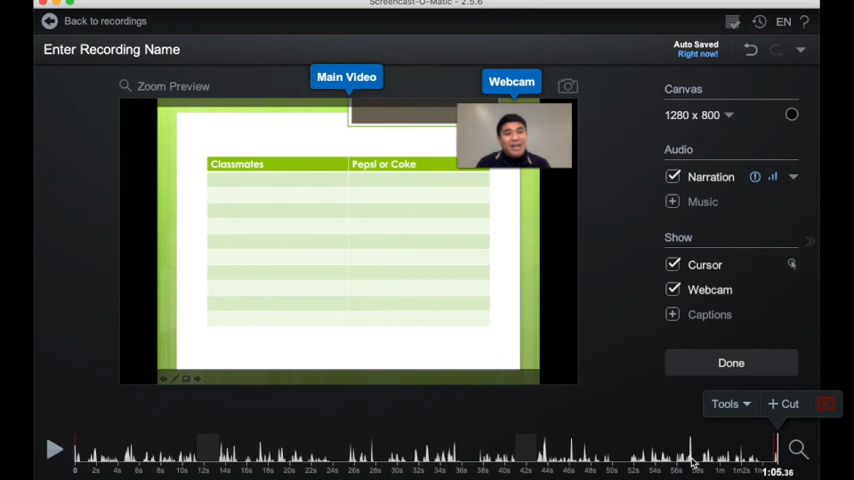 Screencast-O-Matic - 2.5.6
Back to recordings
EN ?
Enter Recording Name
Auto Saved
Right now!
Zoom Preview
Main Video
Webcam
Canvas
1280 x 800
Classmates
Pepsi or Coke
Audio
Narration
Music
Show
Cursor
Webcam
Captions
Done
Tools
+ Cut
0 2s 4s 6s 8s 10s 12s 14s 16s 18s 20s 22s 24s 26s 28s 30s 32s 34s 36s 38s 40s 42s 44s 46s 48s 50s 52s 54s 56s 58s 1m 1m2s
1:05.36